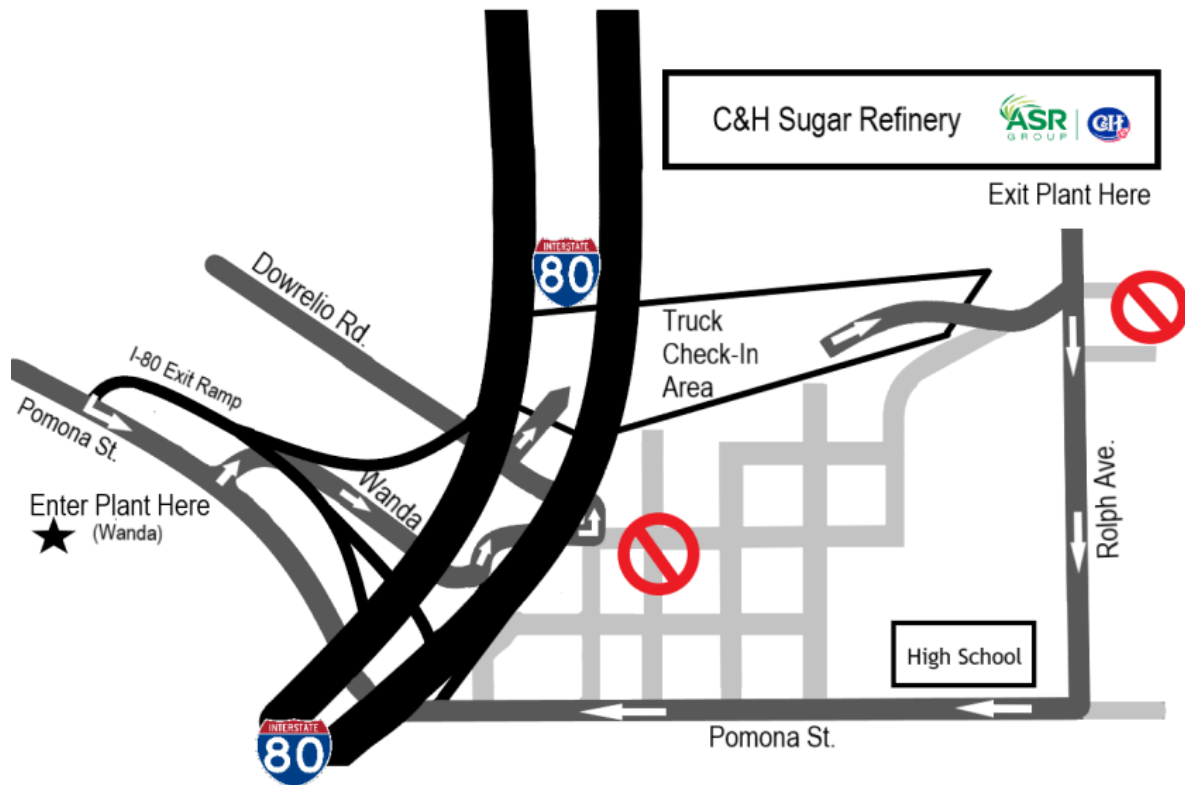 C&H Sugar Refinery
ASR
GROUP
C&H
Exit Plant Here
INTERSTATE
80
Dowrelio Rd.
Truck
Check-In
Area
I-80 Exit Ramp
Pomona St.
Wanda
Enter Plant Here
(Wanda)
Rolph Ave.
High School
INTERSTATE
80
Pomona St.